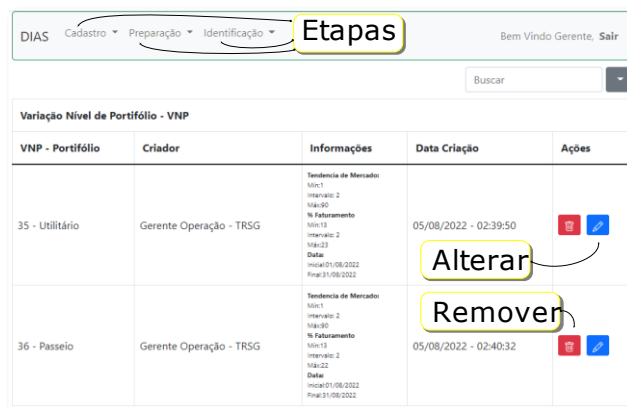 DIAS Cadastro Preparação Identificação Etapas Bem Vindo Gerente, Sair
Buscar
Variação Nível de Portifólio - VNP
VNP - Portifólio Criador Informações Data Criação Ações
35 - Utilitário Gerente Operação - TRSG
Tendencia de Mercado:
Mín:1
Intervalo: 2
Máx:90
% Faturamento
Mín:13
Intervalo: 2
Máx:23
Data:
Inicial:01/08/2022
Final:31/08/2022
05/08/2022 - 02:39:50
Alterar
Remover
36 - Passeio Gerente Operação - TRSG
Tendencia de Mercado:
Mín:1
Intervalo: 2
Máx:90
% Faturamento
Mín:13
Intervalo: 2
Máx:22
Data:
Inicial:01/08/2022
Final:31/08/2022
05/08/2022 - 02:40:32